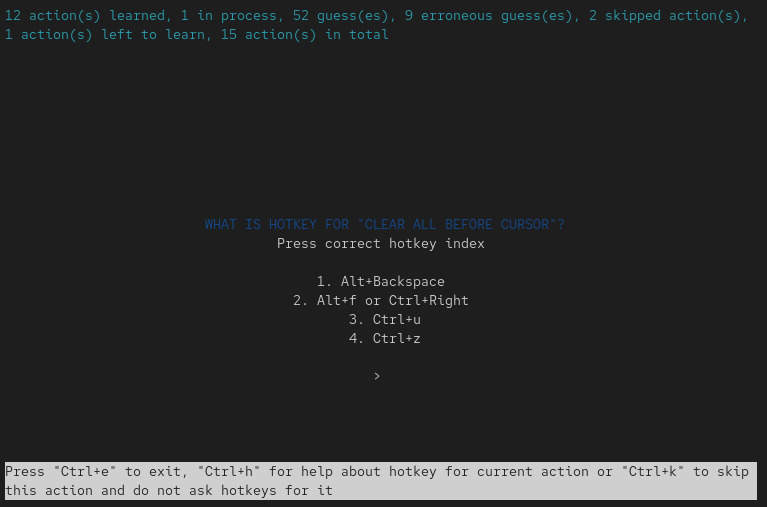 12 action(s) learned, 1 in process, 52 guess(es), 9 erroneous guess(es), 2 skipped action(s),
1 action(s) left to learn, 15 action(s) in total
WHAT IS HOTKEY FOR "CLEAR ALL BEFORE CURSOR"?
Press correct hotkey index
1. Alt+Backspace
2. Alt+f or Ctrl+Right
3. Ctrl+u
4. Ctrl+z
>
Press "Ctrl+e" to exit, "Ctrl+h" for help about hotkey for current action or "Ctrl+k" to skip
this action and do not ask hotkeys for it